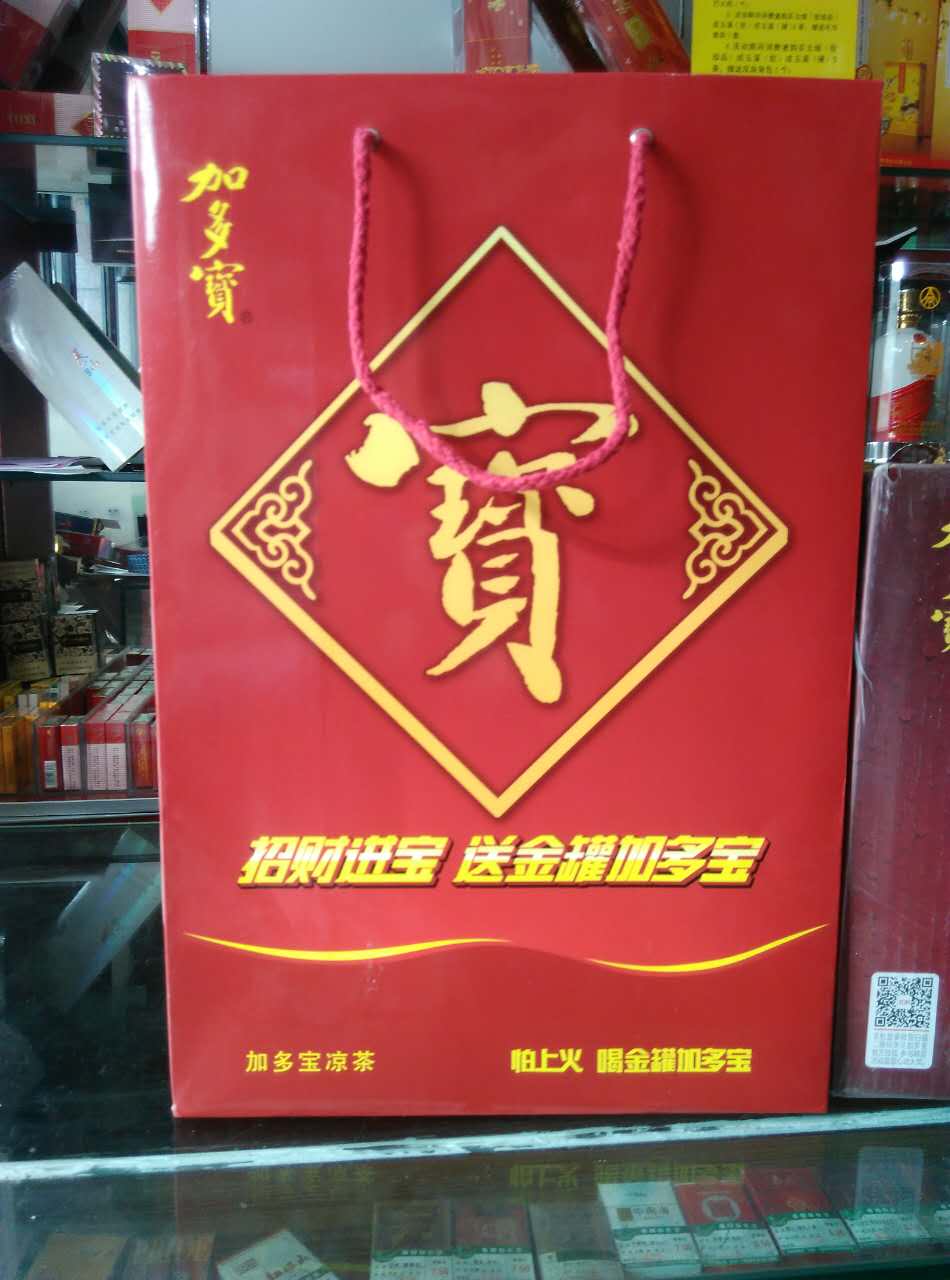 加多寶
寶
招财进宝 送金罐加多宝
加多宝凉茶
怕上火 喝金罐加多宝